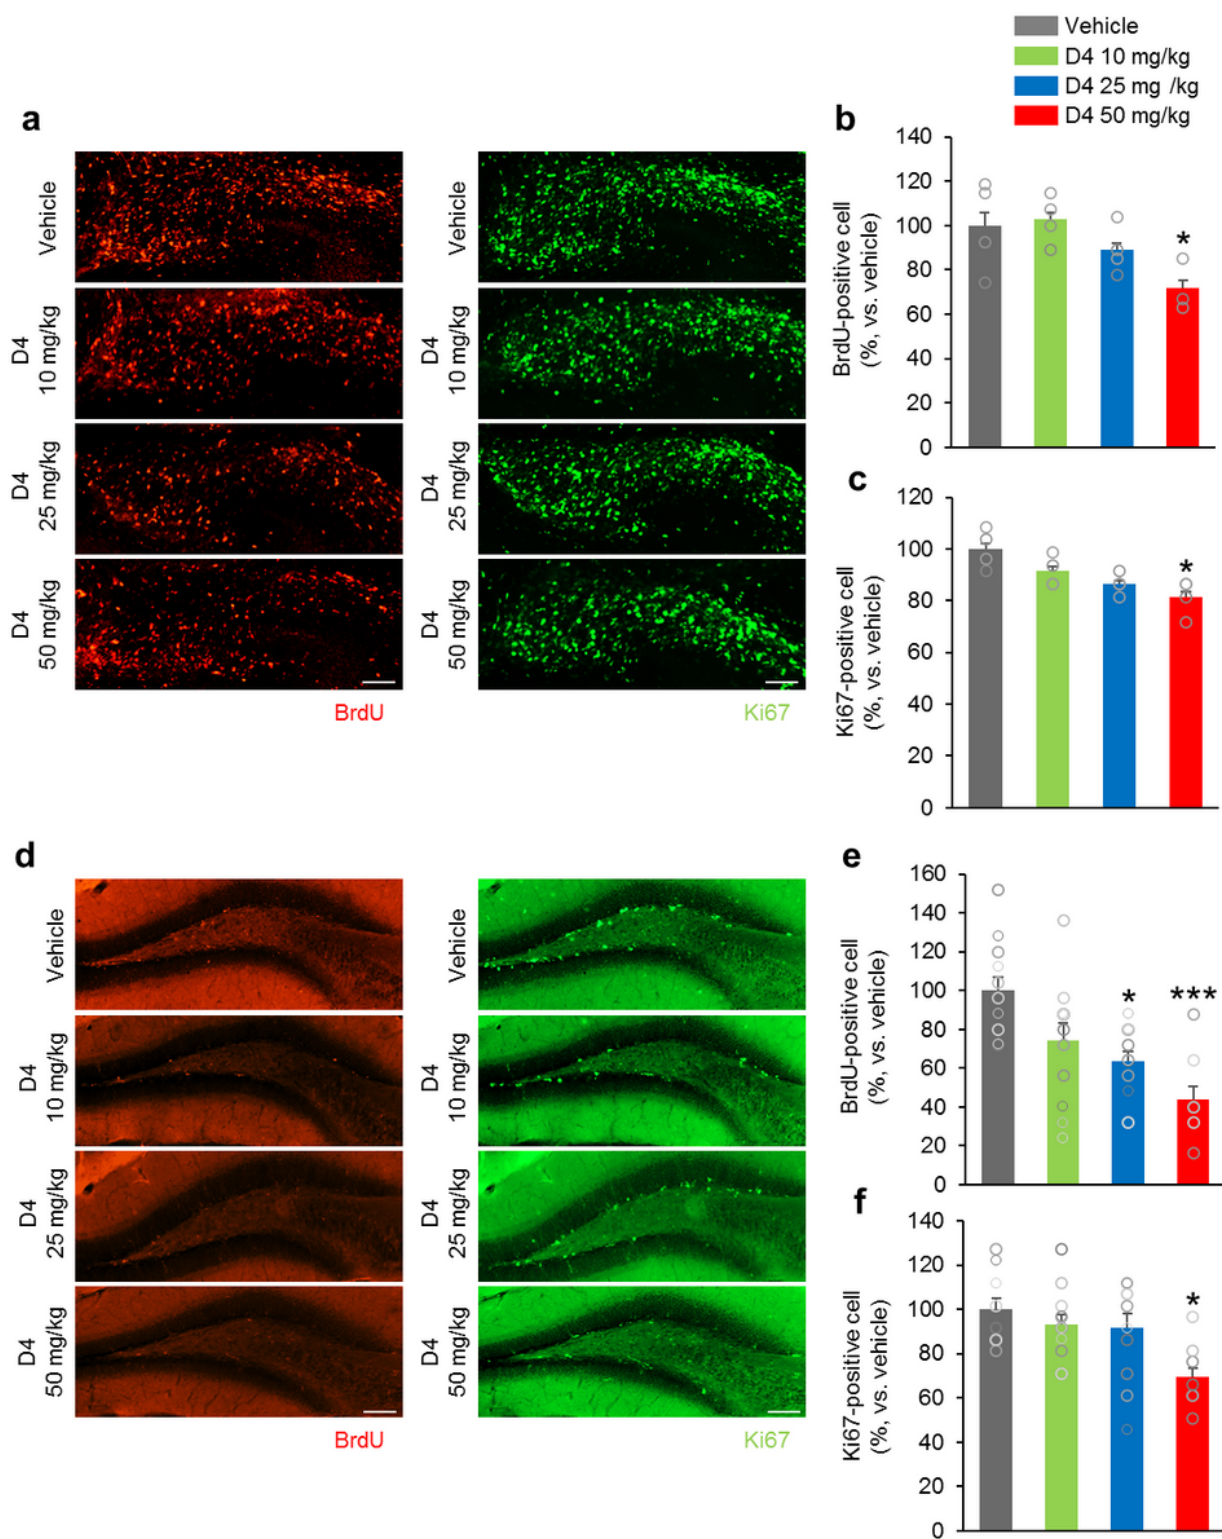 Vehicle
D4 10 mg/kg
D4 25 mg /kg
D4 50 mg/kg
a
Vehicle
D4
10 mg/kg
D4
25 mg/kg
D4
50 mg/kg
BrdU
Vehicle
D4
10 mg/kg
D4
25 mg/kg
D4
50 mg/kg
Ki67
b
BrdU-positive cell
(%, vs. vehicle)
140
120
100
80
60
40
20
0
*
c
Ki67-positive cell
(%, vs. vehicle)
120
100
80
60
40
20
0
*
d
Vehicle
D4
10 mg/kg
D4
25 mg/kg
D4
50 mg/kg
BrdU
Vehicle
D4
10 mg/kg
D4
25 mg/kg
D4
50 mg/kg
Ki67
e
BrdU-positive cell
(%, vs. vehicle)
160
140
120
100
80
60
40
20
0
*
***
f
Ki67-positive cell
(%, vs. vehicle)
140
120
100
80
60
40
20
0
*